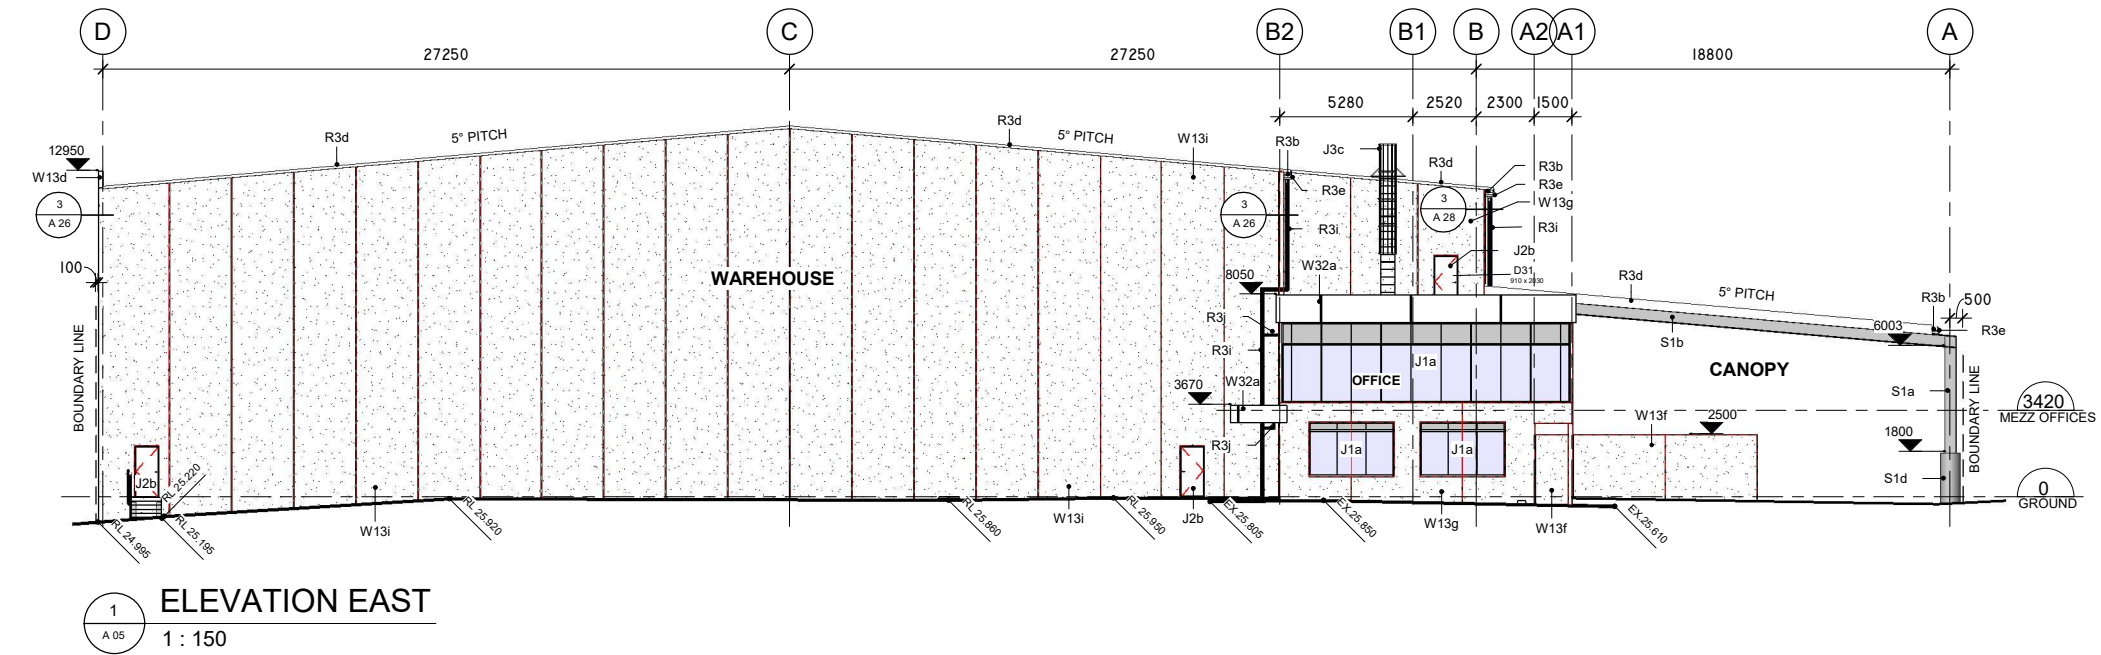 D
C
B2
B1
B
A2
A1
A
27250
27250
18800
5280
2520
2300
1500
R3d
5° PITCH
R3d
5° PITCH
W13i
R3b
J3c
R3d
R3b
12950
W13d
R3e
R3e
W13g
3
A 26
3
A 26
3
A 28
R3i
R3i
J2b
100
WAREHOUSE
8050
W32a
D31
910 x 2030
R3d
5° PITCH
R3b
500
R3j
6003
R3e
S1b
BOUNDARY LINE
R3i
J1a
OFFICE
CANOPY
3670
W32a
S1a
BOUNDARY LINE
3420
MEZZ OFFICES
W13f
2500
R3j
J1a
J1a
1800
J2b
RL 25.220
S1d
0
GROUND
RL 24.995
RL 25.195
W13i
RL 25.920
RL 25.860
W13i
RL 25.950
J2b
EX.25.805
EX.25.850
W13g
W13f
EX.25.610
1
A 05
ELEVATION EAST
1 : 150